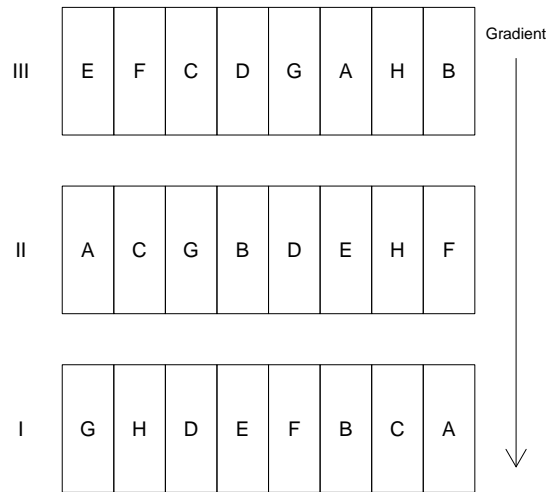 Gradient
III E F C D G A H B
II A C G B D E H F
I G H D E F B C A